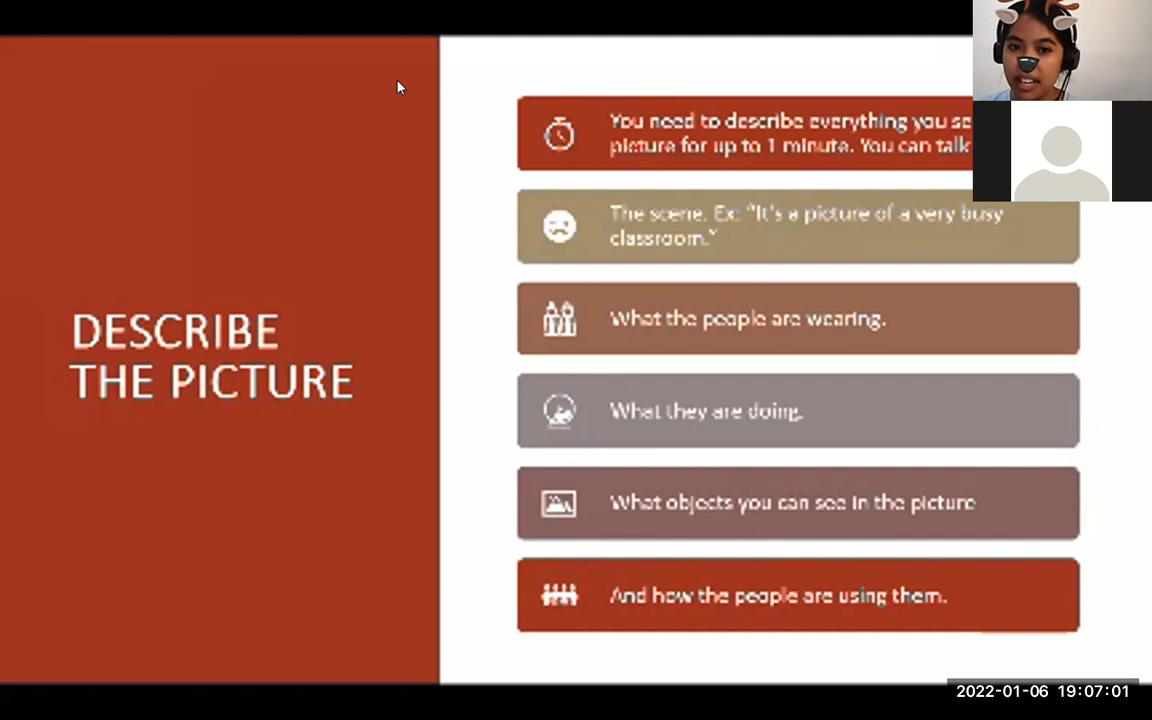 You need to describe everything you se
picture for up to 1 minute. You can talk
The scene. Ex: "It's a picture of a very busy
classroom."
What the people are wearing.
DESCRIBE
THE PICTURE
What they are doing.
What objects you can see in the picture
And how the people are using them.
2022-01-06 19:07:01